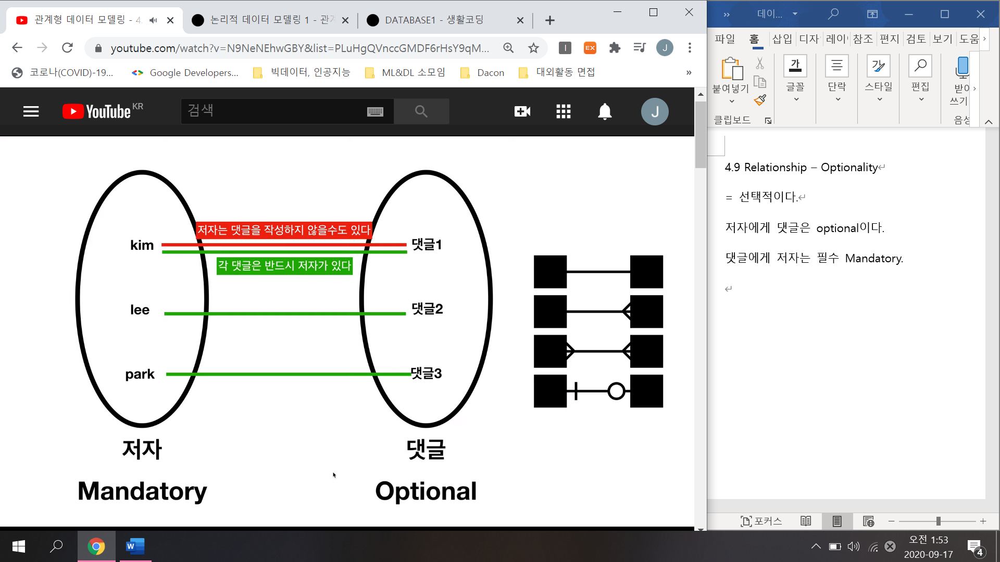 관계형 데이터 모델링 - 4.
논리적 데이터 모델링 1 - 관계
DATABASE1 - 생활코딩
youtube.com/watch?v=N9NeNEhwGBY&list=PLuHgQVnccGMDF6rHsY9qM...
EX
J
코로나(COVID)-19...
Google Developers...
빅데이터, 인공지능
ML&DL 소모임
Dacon
대외활동 면접
»
YouTube KR
검색
J
저자는 댓글을 작성하지 않을수도 있다
kim
댓글1
각 댓글은 반드시 저자가 있다
lee
댓글2
park
댓글3
저자
댓글
Mandatory
Optional
»
데이...
파일 홈 삽입 디자 레이 참조 편지 검토 보기 도움
가
가
붙여넣기
글꼴
단락
스타일
편집
받아
쓰기
클립보드
음성
4.9 Relationship – Optionality
= 선택적이다.
저자에게 댓글은 optional이다.
댓글에게 저자는 필수 Mandatory.
포커스
W
오전 1:53
2020-09-17
4